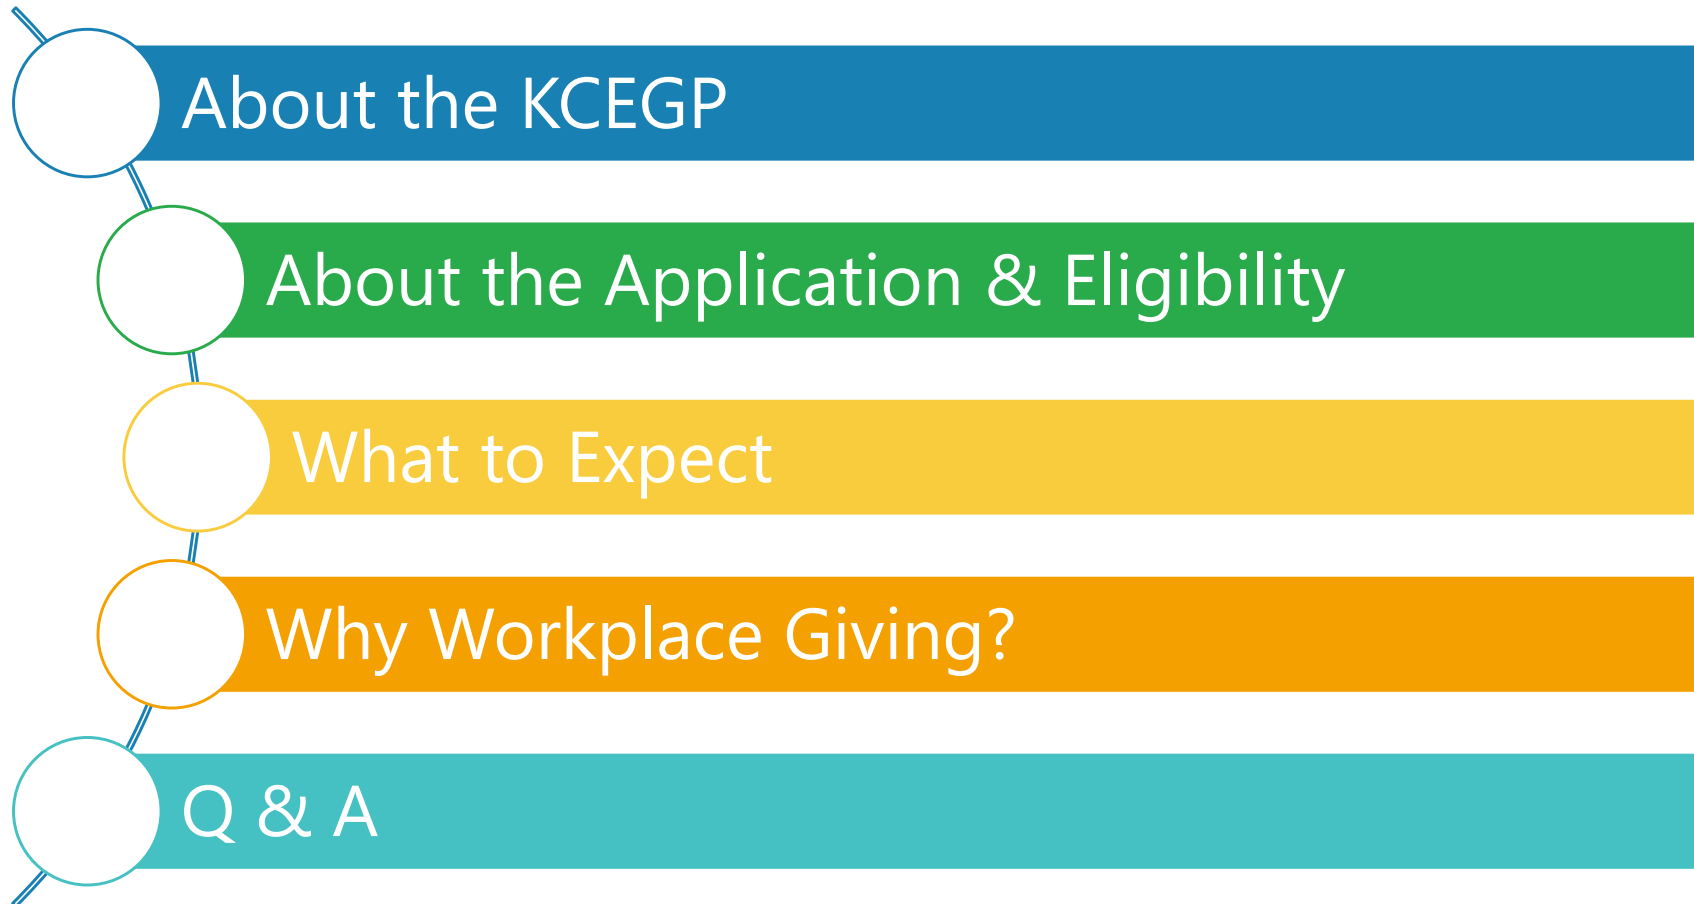 About the KCEGP
About the Application & Eligibility
What to Expect
Why Workplace Giving?
Q & A